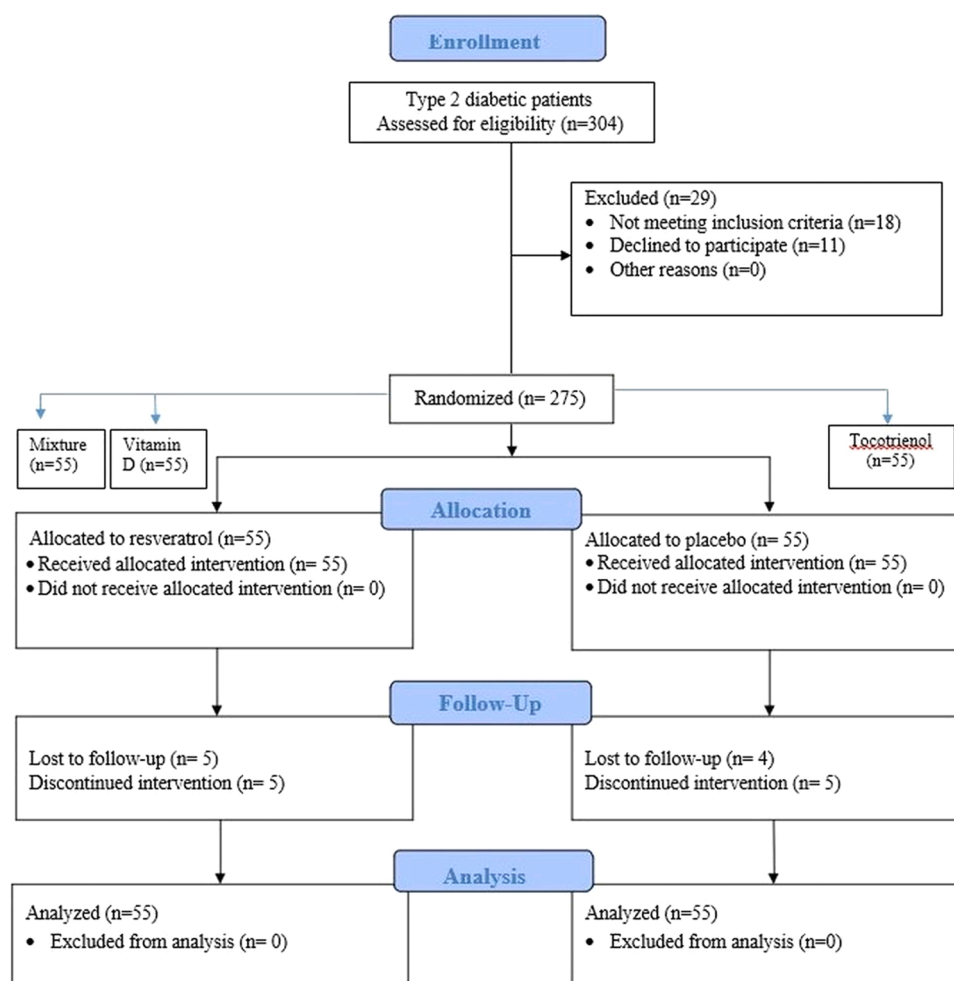 Enrollment
Type 2 diabetic patients
Assessed for eligibility (n=304)
Excluded (n=29)
• Not meeting inclusion criteria (n=18)
• Declined to participate (n=11)
• Other reasons (n=0)
Randomized (n= 275)
Mixture
(n=55)
Vitamin
D (n=55)
Tocotrienol
(n=55)
Allocation
Allocated to resveratrol (n=55)
• Received allocated intervention (n= 55)
• Did not receive allocated intervention (n= 0)
Allocated to placebo (n= 55)
• Received allocated intervention (n= 55)
• Did not receive allocated intervention (n= 0)
Follow-Up
Lost to follow-up (n= 5)
Discontinued intervention (n= 5)
Lost to follow-up (n= 4)
Discontinued intervention (n= 5)
Analysis
Analyzed (n=55)
• Excluded from analysis (n= 0)
Analyzed (n=55)
• Excluded from analysis (n=0)